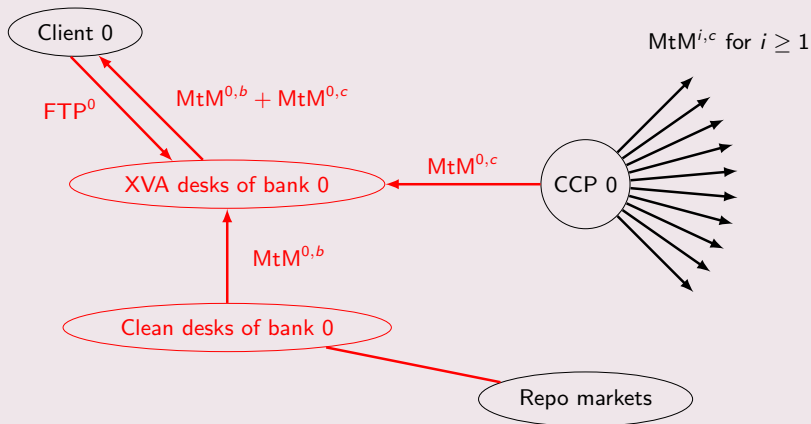 Client 0
MtM^{i,c} for i ≥ 1
FTP^0
MtM^{0,b} + MtM^{0,c}
XVA desks of bank 0
MtM^{0,c}
CCP 0
MtM^{0,b}
Clean desks of bank 0
Repo markets